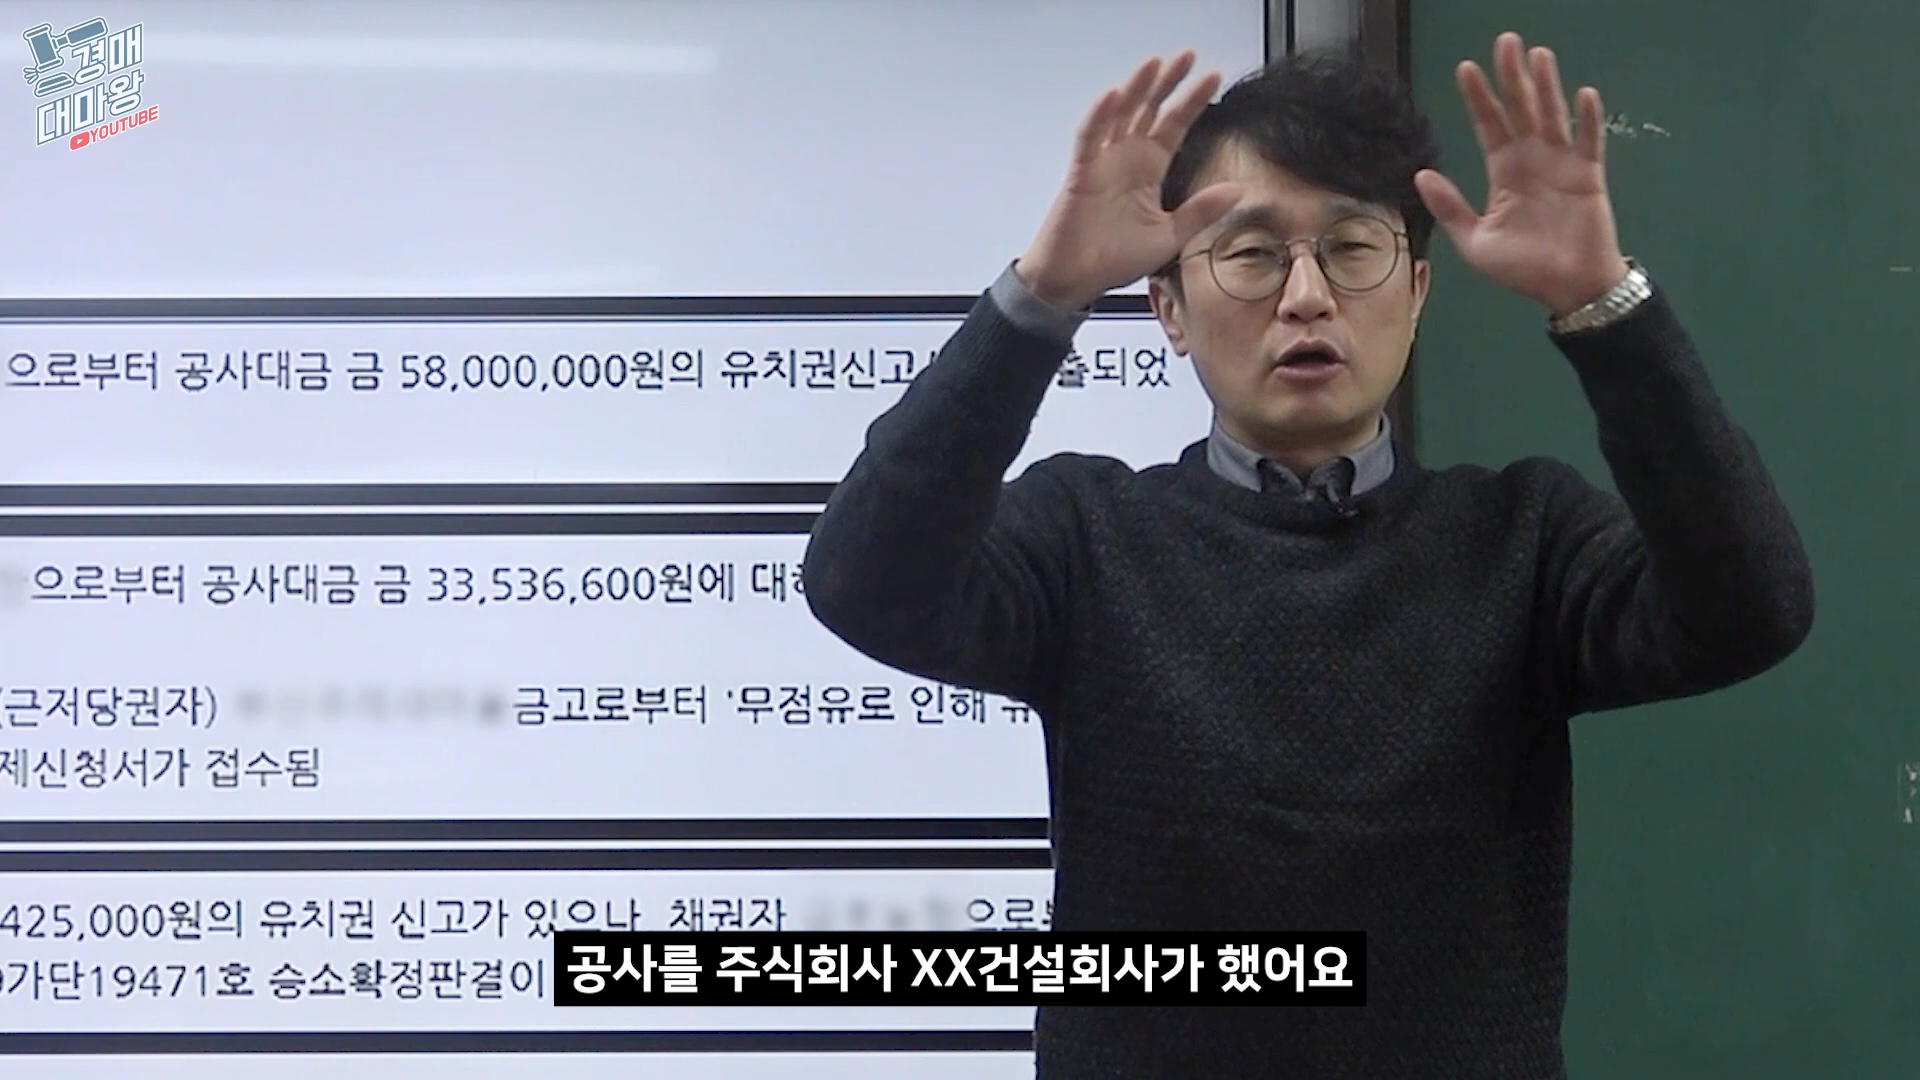 경매
대마왕
YOUTUBE
으로부터 공사대금 금 58,000,000원의 유치권신고 출되었
으로부터 공사대금 금 33,536,600원에 대해
(근저당권자) 금고로부터 '무점유로 인해
제신청서가 접수됨
425,000원의 유치권 신고가 있으나, 채권자 으로부
가단19471호 승소확정판결이
공사를 주식회사 XX건설회사가 했어요